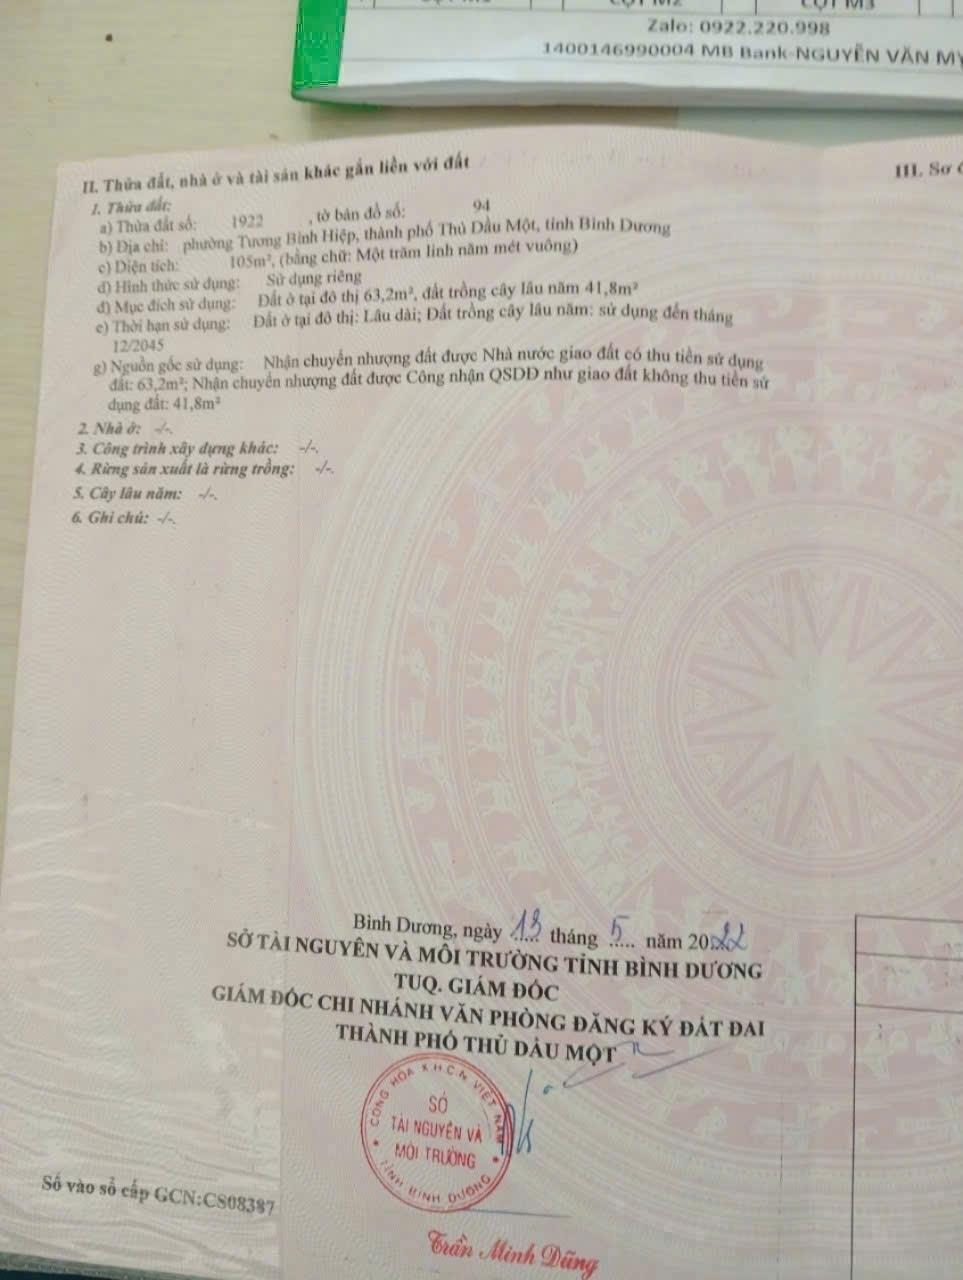 CỘT M3
Zalo: 0922.220.998
1400146990004 MB Bank-NGUYỄN VĂN MỸ
II. Thửa đất, nhà ở và tài sản khác gắn liền với đất
III. Sơ
1. Thửa đất:
a) Thửa đất số: 1922 , tờ bản đồ số: 94
b) Địa chỉ: phường Tương Bình Hiệp, thành phố Thủ Dầu Một, tỉnh Bình Dương
c) Diện tích: 105m², (bằng chữ: Một trăm linh năm mét vuông)
d) Hình thức sử dụng: Sử dụng riêng
đ) Mục đích sử dụng: Đất ở tại đô thị 63,2m², đất trồng cây lâu năm 41,8m²
e) Thời hạn sử dụng: Đất ở tại đô thị: Lâu dài; Đất trồng cây lâu năm: sử dụng đến tháng
12/2045
g) Nguồn gốc sử dụng: Nhận chuyển nhượng đất được Nhà nước giao đất có thu tiền sử dụng
đất: 63,2m²; Nhận chuyển nhượng đất được Công nhận QSDĐ như giao đất không thu tiền sử
dụng đất: 41,8m²
2. Nhà ở: -/-.
3. Công trình xây dựng khác: -/-.
4. Rừng sản xuất là rừng trồng: -/-.
5. Cây lâu năm: -/-.
6. Ghi chú: -/-.
Bình Dương, ngày 13 tháng 5 năm 2022
SỞ TÀI NGUYÊN VÀ MÔI TRƯỜNG TỈNH BÌNH DƯƠNG
TUQ. GIÁM ĐỐC
GIÁM ĐỐC CHI NHÁNH VĂN PHÒNG ĐĂNG KÝ ĐẤT ĐAI
THÀNH PHỐ THỦ DẦU MỘT
CỘNG HÒA X.H.C.N VIỆT NAM
SỞ
TÀI NGUYÊN VÀ
MÔI TRƯỜNG
TỈNH BÌNH DƯƠNG
Số vào sổ cấp GCN:CS08387
Trần Minh Dũng